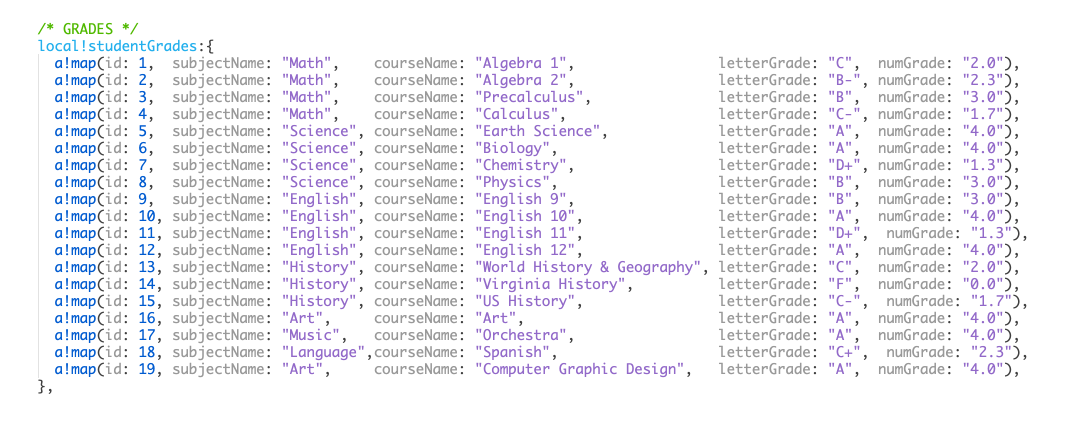 /* GRADES */
local!studentGrades:{
a!map(id: 1, subjectName: "Math", courseName: "Algebra 1", letterGrade: "C", numGrade: "2.0"),
a!map(id: 2, subjectName: "Math", courseName: "Algebra 2", letterGrade: "B-", numGrade: "2.3"),
a!map(id: 3, subjectName: "Math", courseName: "Precalculus", letterGrade: "B", numGrade: "3.0"),
a!map(id: 4, subjectName: "Math", courseName: "Calculus", letterGrade: "C-", numGrade: "1.7"),
a!map(id: 5, subjectName: "Science", courseName: "Earth Science", letterGrade: "A", numGrade: "4.0"),
a!map(id: 6, subjectName: "Science", courseName: "Biology", letterGrade: "A", numGrade: "4.0"),
a!map(id: 7, subjectName: "Science", courseName: "Chemistry", letterGrade: "D+", numGrade: "1.3"),
a!map(id: 8, subjectName: "Science", courseName: "Physics", letterGrade: "B", numGrade: "3.0"),
a!map(id: 9, subjectName: "English", courseName: "English 9", letterGrade: "B", numGrade: "3.0"),
a!map(id: 10, subjectName: "English", courseName: "English 10", letterGrade: "A", numGrade: "4.0"),
a!map(id: 11, subjectName: "English", courseName: "English 11", letterGrade: "D+", numGrade: "1.3"),
a!map(id: 12, subjectName: "English", courseName: "English 12", letterGrade: "A", numGrade: "4.0"),
a!map(id: 13, subjectName: "History", courseName: "World History & Geography", letterGrade: "C", numGrade: "2.0"),
a!map(id: 14, subjectName: "History", courseName: "Virginia History", letterGrade: "F", numGrade: "0.0"),
a!map(id: 15, subjectName: "History", courseName: "US History", letterGrade: "C-", numGrade: "1.7"),
a!map(id: 16, subjectName: "Art", courseName: "Art", letterGrade: "A", numGrade: "4.0"),
a!map(id: 17, subjectName: "Music", courseName: "Orchestra", letterGrade: "A", numGrade: "4.0"),
a!map(id: 18, subjectName: "Language",courseName: "Spanish", letterGrade: "C+", numGrade: "2.3"),
a!map(id: 19, subjectName: "Art", courseName: "Computer Graphic Design", letterGrade: "A", numGrade: "4.0"),
},